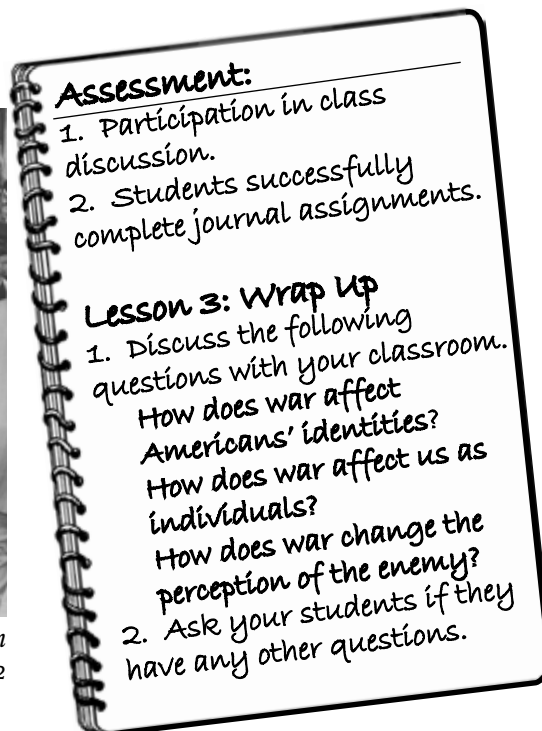 Assessment:
1. Participation in class
discussion.
2. Students successfully
complete journal assignments.
Lesson 3: Wrap Up
1. Discuss the following
questions with your classroom.
How does war affect
Americans' identities?
How does war affect us as
individuals?
How does war change the
perception of the enemy?
2. Ask your students if they
have any other questions.